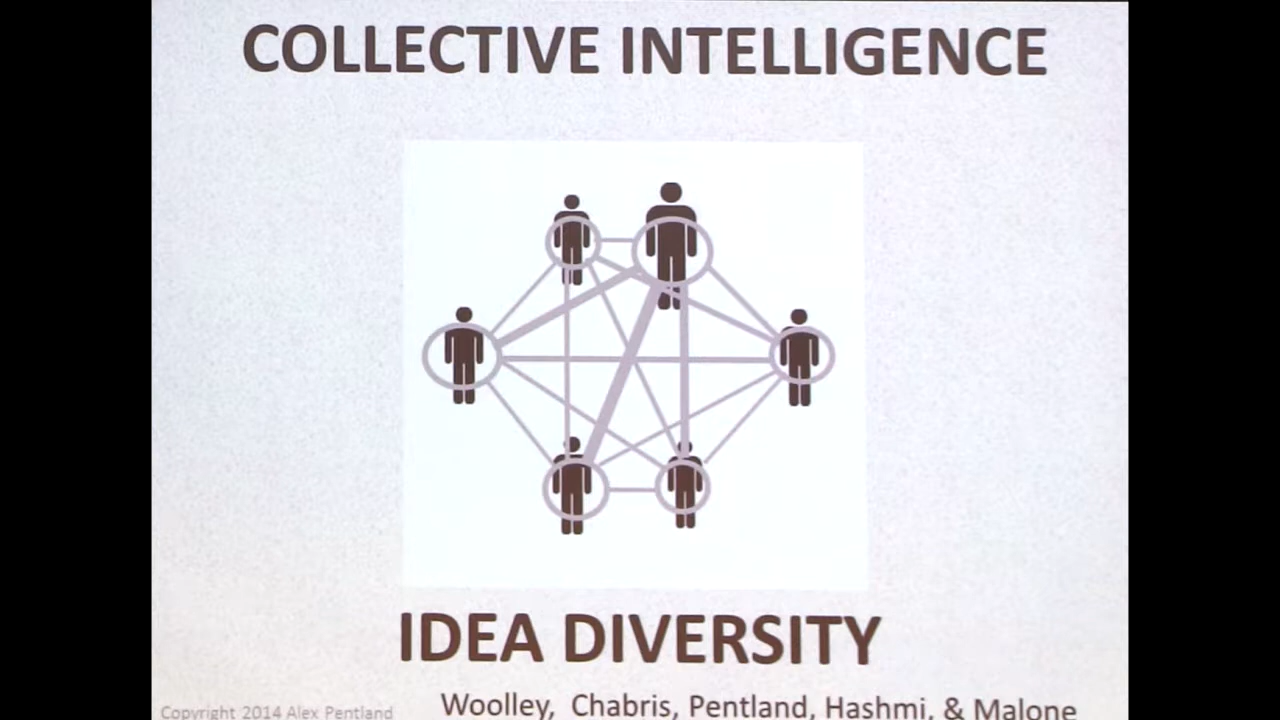 COLLECTIVE INTELLIGENCE
IDEA DIVERSITY
Woolley, Chabris, Pentland, Hashmi, & Malone
Copyright 2014 Alex Pentland